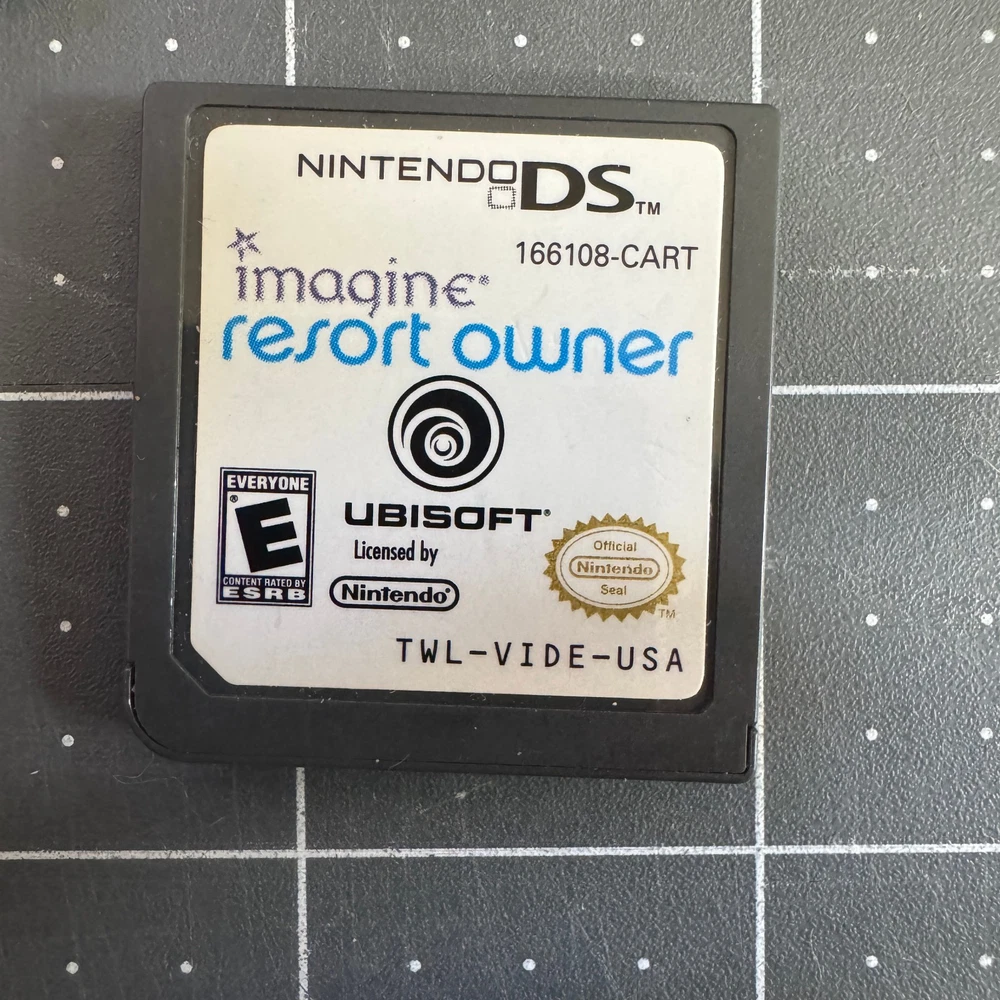 NINTENDO DS™
166108-CART
imagine®
resort owner
UBISOFT®
EVERYONE
E®
CONTENT RATED BY
ESRB
Licensed by
Nintendo®
Official
Nintendo
Seal
TM
TWL-VIDE-USA